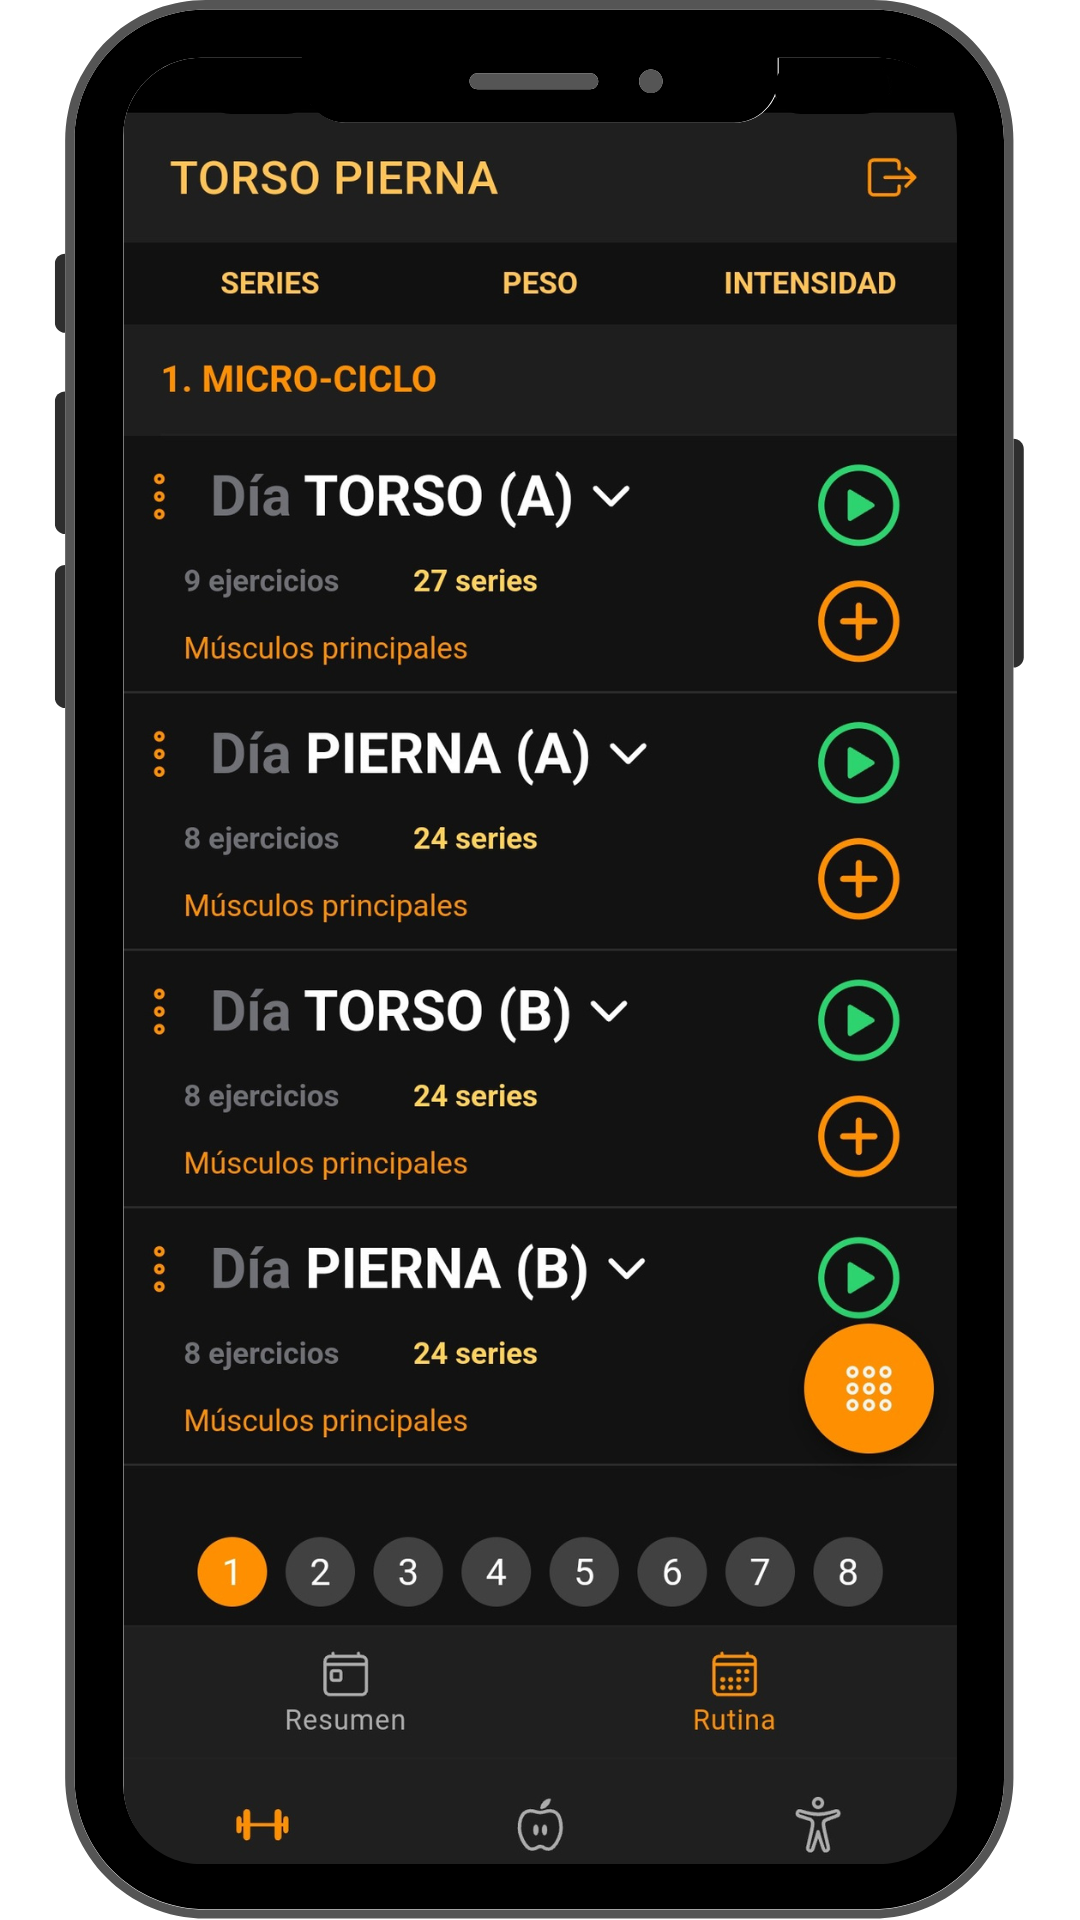 TORSO PIERNA
SERIES PESO INTENSIDAD
1. MICRO-CICLO
Día TORSO (A)
9 ejercicios 27 series
Músculos principales
Día PIERNA (A)
8 ejercicios 24 series
Músculos principales
Día TORSO (B)
8 ejercicios 24 series
Músculos principales
Día PIERNA (B)
8 ejercicios 24 series
Músculos principales
1 2 3 4 5 6 7 8
Resumen Rutina